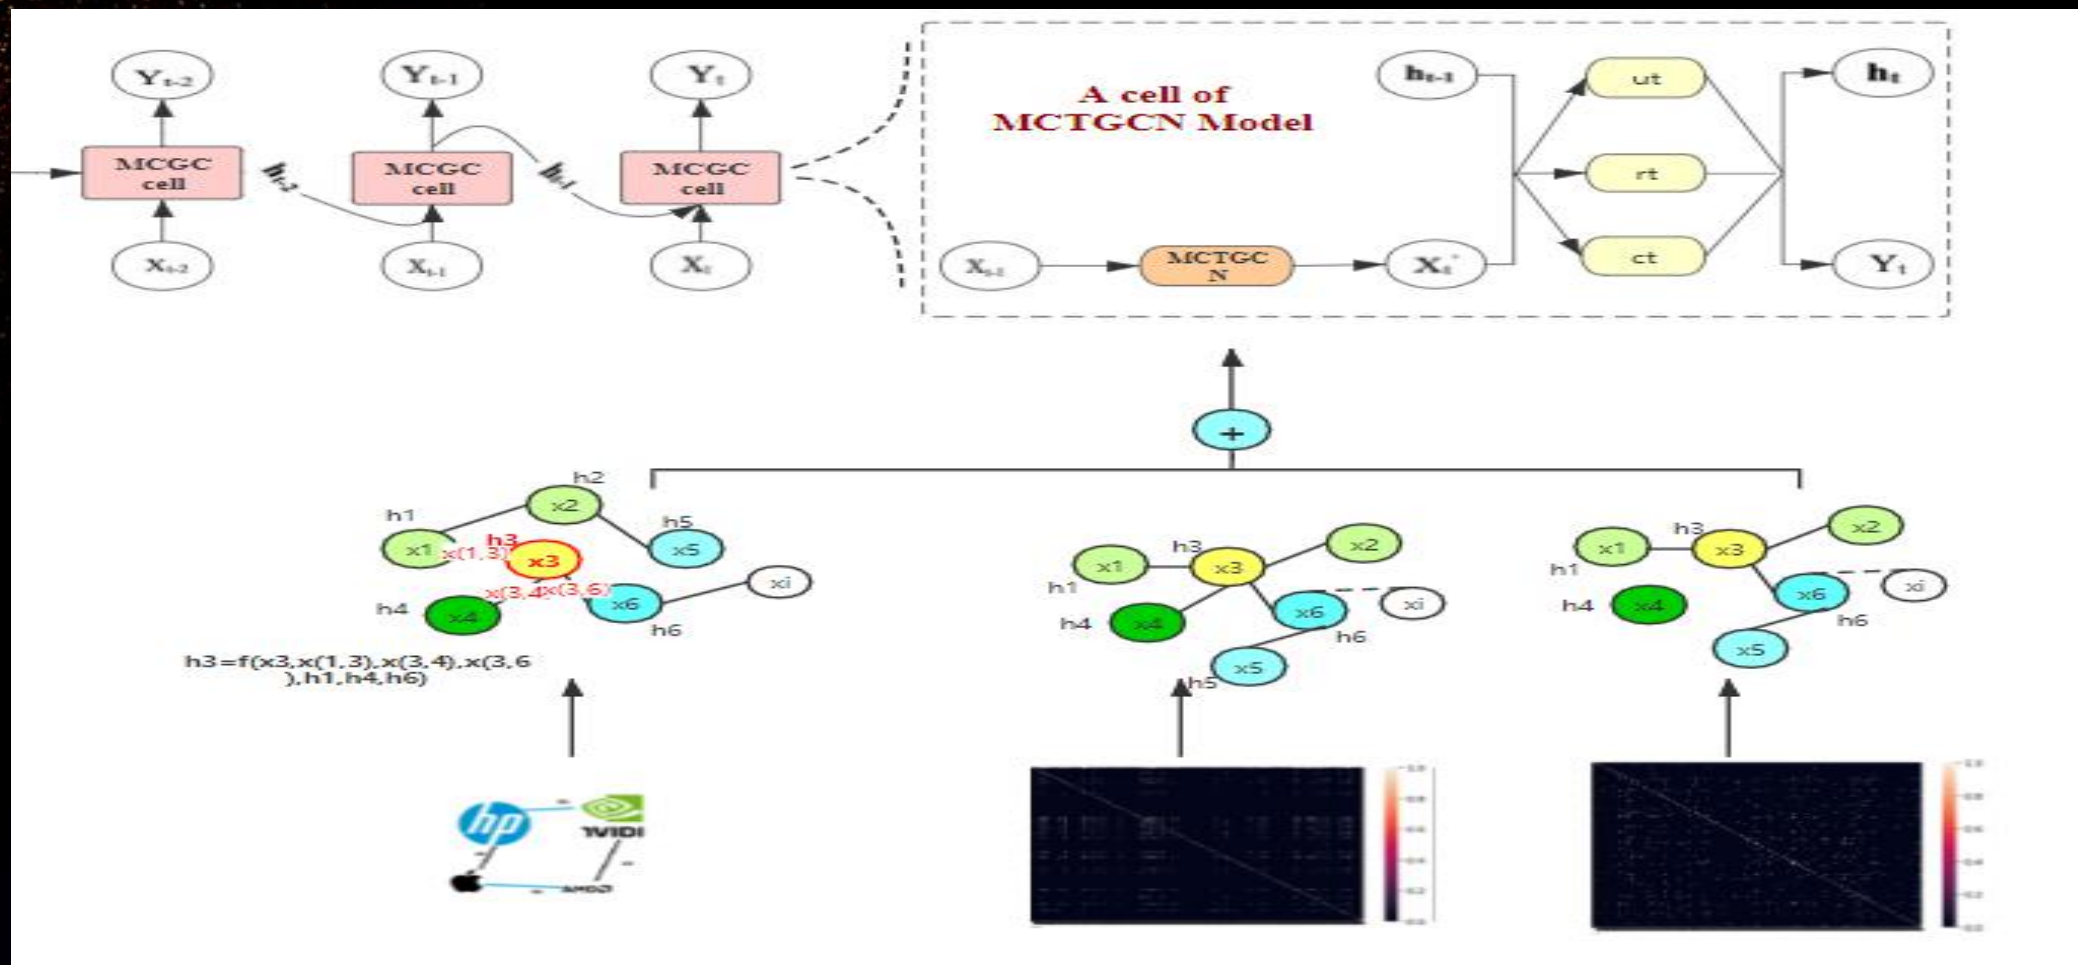 Yt-2
Yt-1
Yt
MCGC
cell
MCGC
cell
MCGC
cell
ht-2
ht-1
Xt-2
Xt-1
Xt
A cell of
MCTGCN Model
ht-1
ut
ht
rt
Xt-1
MCTGC
N
Xt'
ct
Yt
+
h2
x2
h1
h5
x1
x(1,3)
h3
x3
x5
x(3,4)
x(3,6)
xi
h4
x4
x6
h6
h3=f(x3,x(1,3),x(3,4),x(3,6
),h1,h4,h6)
x1
h3
x3
x2
h1
h4
x4
x6
xi
h6
x5
h5
x1
h3
x3
x2
h1
h4
x4
x6
xi
h6
x5
hp
NVIDI
AMD